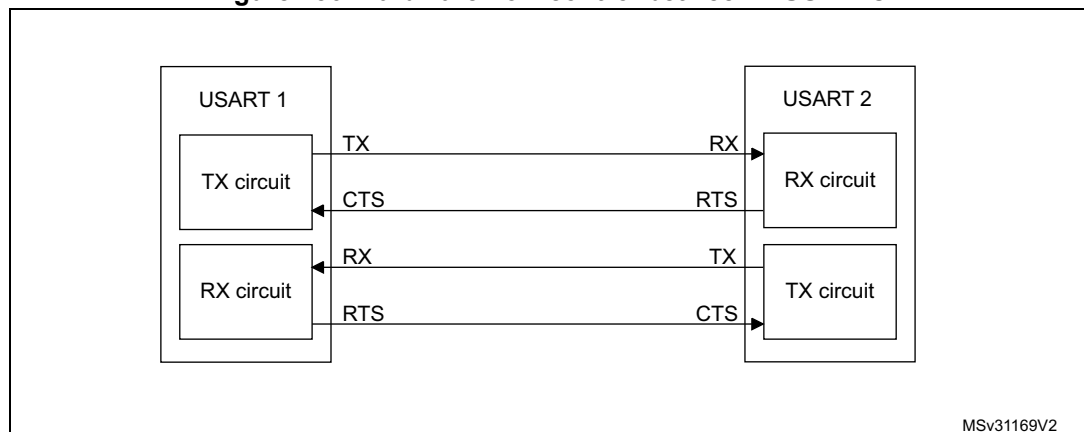 USART 1
USART 2
TX circuit
TX
RX
RX circuit
CTS
RTS
RX circuit
RX
TX
TX circuit
RTS
CTS
MSv31169V2